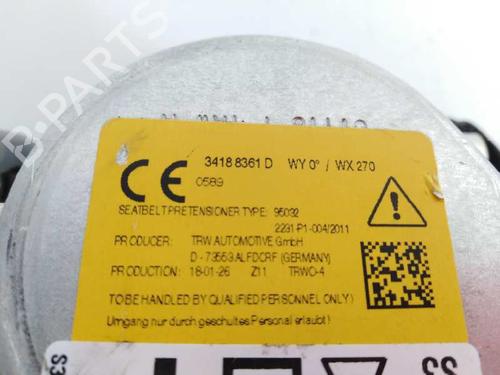 CE 3418 8361 D WY 0° / WX 270
0589
SEATBELT PRETENSIONER TYPE: 95032
2291-P1-004/2011
PRODUCER: TRW AUTOMOTIVE GmbH
D - 73553 ALFDORF (GERMANY)
PRODUCTION: 18-01-26 Z11 TRWO-4
(TO BE HANDLED BY QUALIFIED PERSONNEL ONLY)
Umgang nur durch geschultes Personal erlaubt!